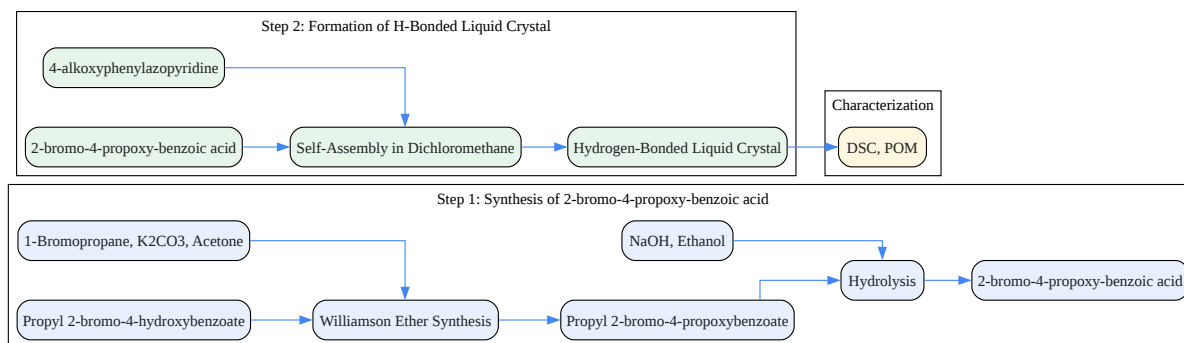 Step 2: Formation of H-Bonded Liquid Crystal
4-alkoxyphenylazopyridine
2-bromo-4-propoxy-benzoic acid
Self-Assembly in Dichloromethane
Hydrogen-Bonded Liquid Crystal
Characterization
DSC, POM
Step 1: Synthesis of 2-bromo-4-propoxy-benzoic acid
1-Bromopropane, K2CO3, Acetone
NaOH, Ethanol
Hydrolysis
2-bromo-4-propoxy-benzoic acid
Propyl 2-bromo-4-hydroxybenzoate
Williamson Ether Synthesis
Propyl 2-bromo-4-propoxybenzoate